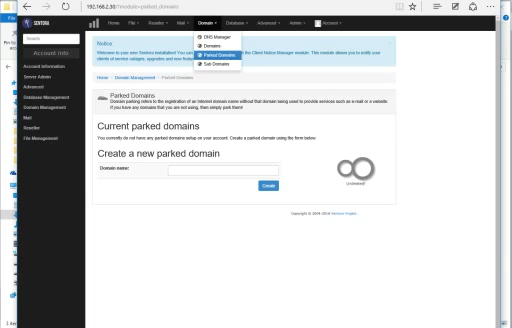 192.168.2.30/?module=parked_domains
SENTORA
Home File Reseller Mail Domain Database Advanced Admin Account
Search
DNS Manager
Domains
Parked Domains
Sub Domains
Account Info
Account Information
Server Admin
Advanced
Database Management
Domain Management
Mail
Reseller
File Management
Notice
Welcome to your new Sentora installation! You can the Client Notice Manager module. This module allows you to notify your
clients of service outages, upgrades and new features
Home Domain Management Parked Domains
Parked Domains
Domain parking refers to the registration of an Internet domain name without that domain being used to provide services such as e-mail or a website.
If you have any domains that you are not using, then simply park them!
Current parked domains
You currently do not have any parked domains setup on your account. Create a parked domain using the form below.
Create a new parked domain
Domain name:
Create
Unlimited!
Copyright © 2014-2016 Sentora Project.